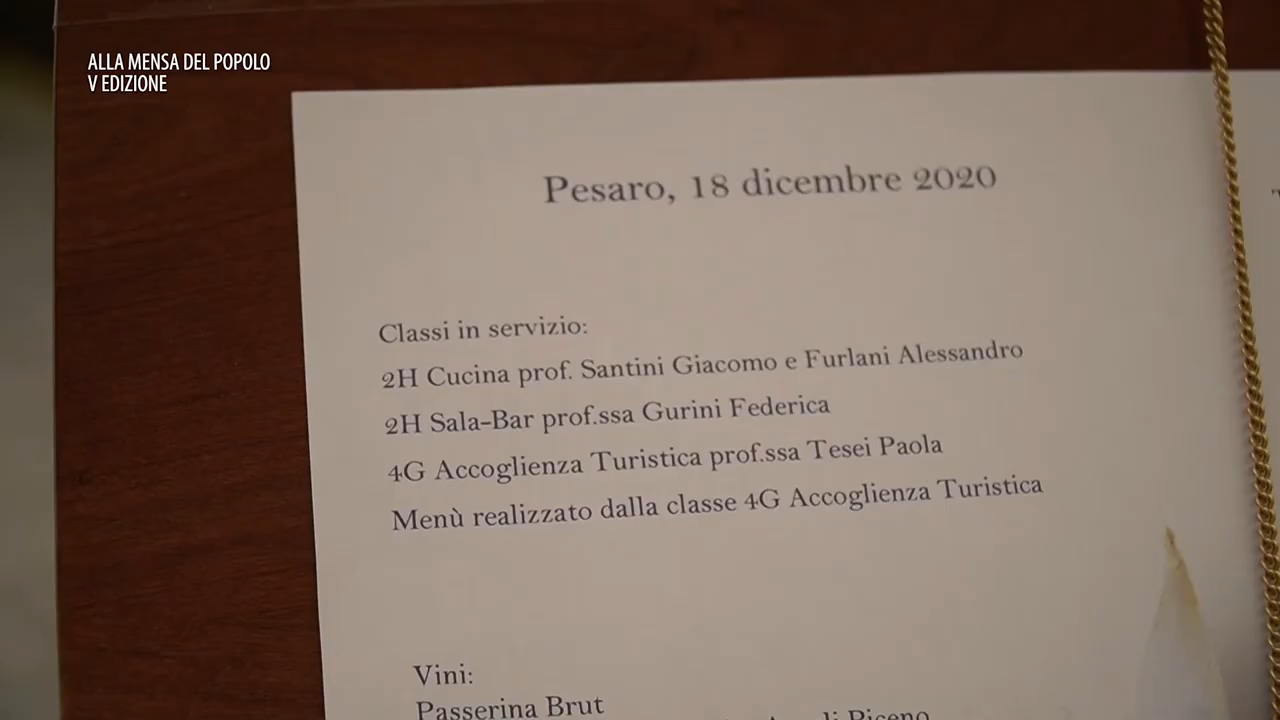 ALLA MENSA DEL POPOLO
V EDIZIONE
Pesaro, 18 dicembre 2020
Classi in servizio:
2H Cucina prof. Santini Giacomo e Furlani Alessandro
2H Sala-Bar prof.ssa Gurini Federica
4G Accoglienza Turistica prof.ssa Tesei Paola
Menù realizzato dalla classe 4G Accoglienza Turistica
Vini:
Passerina Brut
Piceno